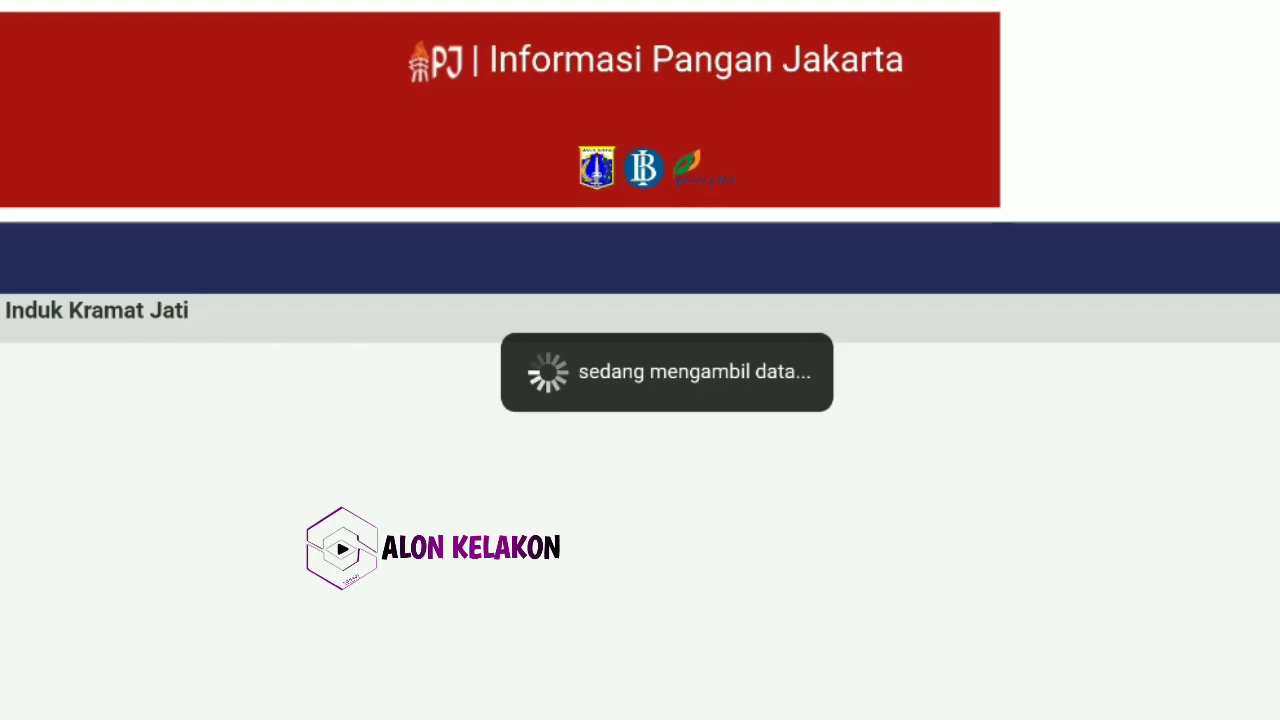 PJ | Informasi Pangan Jakarta
Induk Kramat Jati
sedang mengambil data...
ALON KELAKON